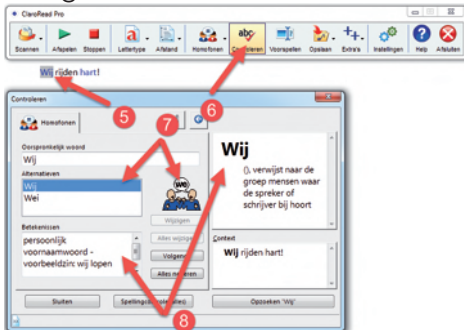 ClaroRead Pro
Scannen Afspelen Stoppen Lettertype Afstand Homofonen Controleren Voorspellen Opslaan Extra's Instellingen Help Afsluiten
Wij rijden hart!
5
6
Controleren
Homofonen
7
Oorspronkelijk woord
Wij
Alternatieven
Wij
Wei
we
Wijzigen
Alles wijzigen
Volgende
Alles negeren
Betekenissen
persoonlijk
voornaamwoord -
voorbeeldzin: wij lopen
Wij
(), verwijst naar de
groep mensen waar
de spreker of
schrijver bij hoort
Context
Wij rijden hart!
8
Sluiten
Opzoeken 'Wij'